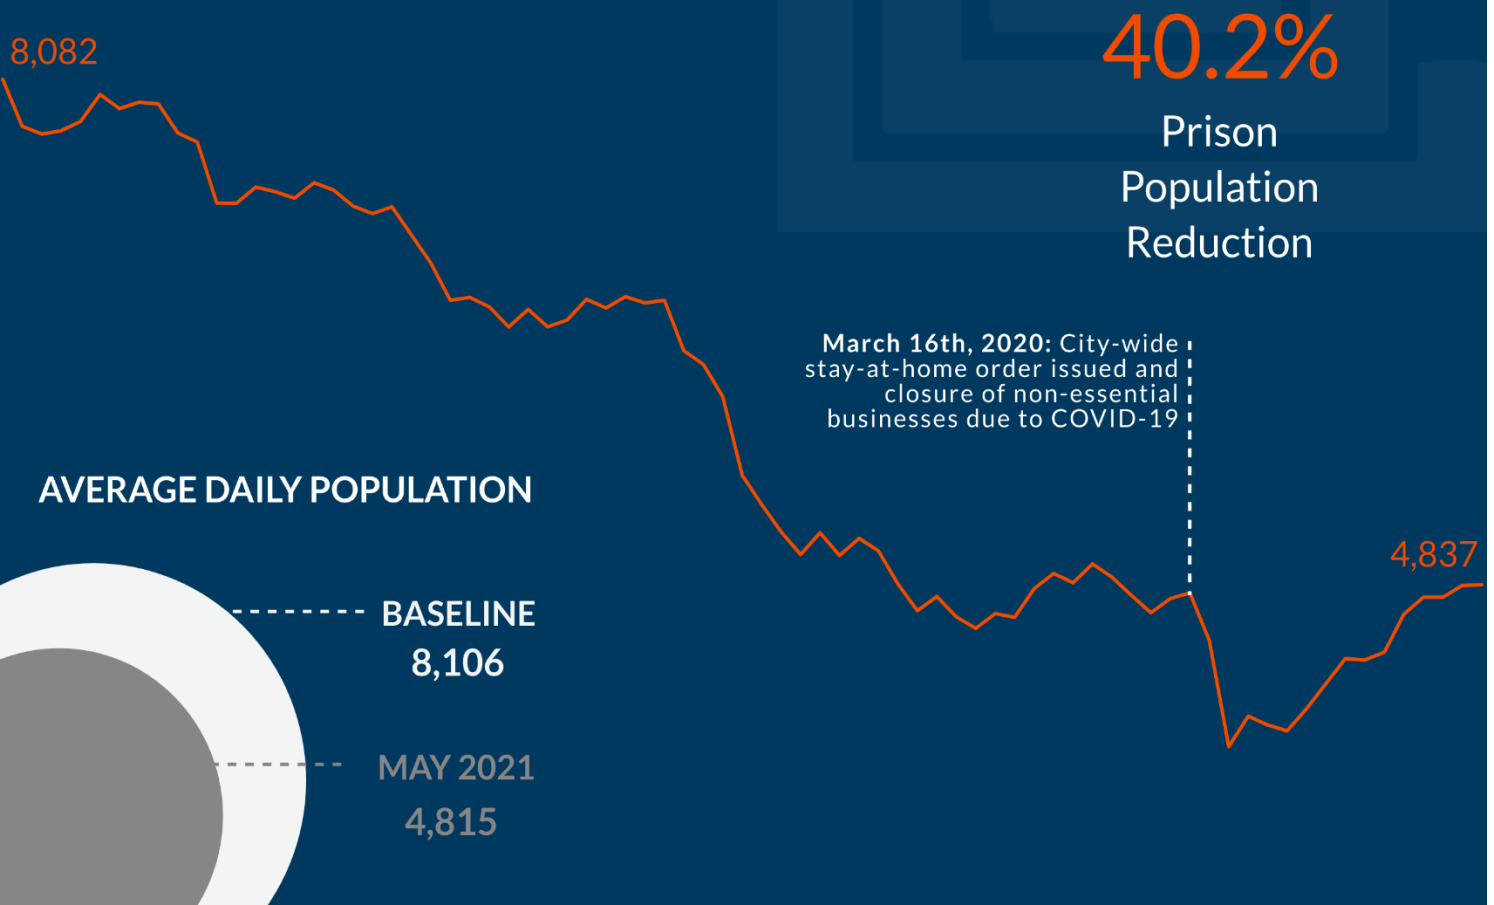 8,082
40.2%
Prison
Population
Reduction
March 16th, 2020: City-wide
stay-at-home order issued and
closure of non-essential
businesses due to COVID-19
AVERAGE DAILY POPULATION
4,837
BASELINE
8,106
MAY 2021
4,815